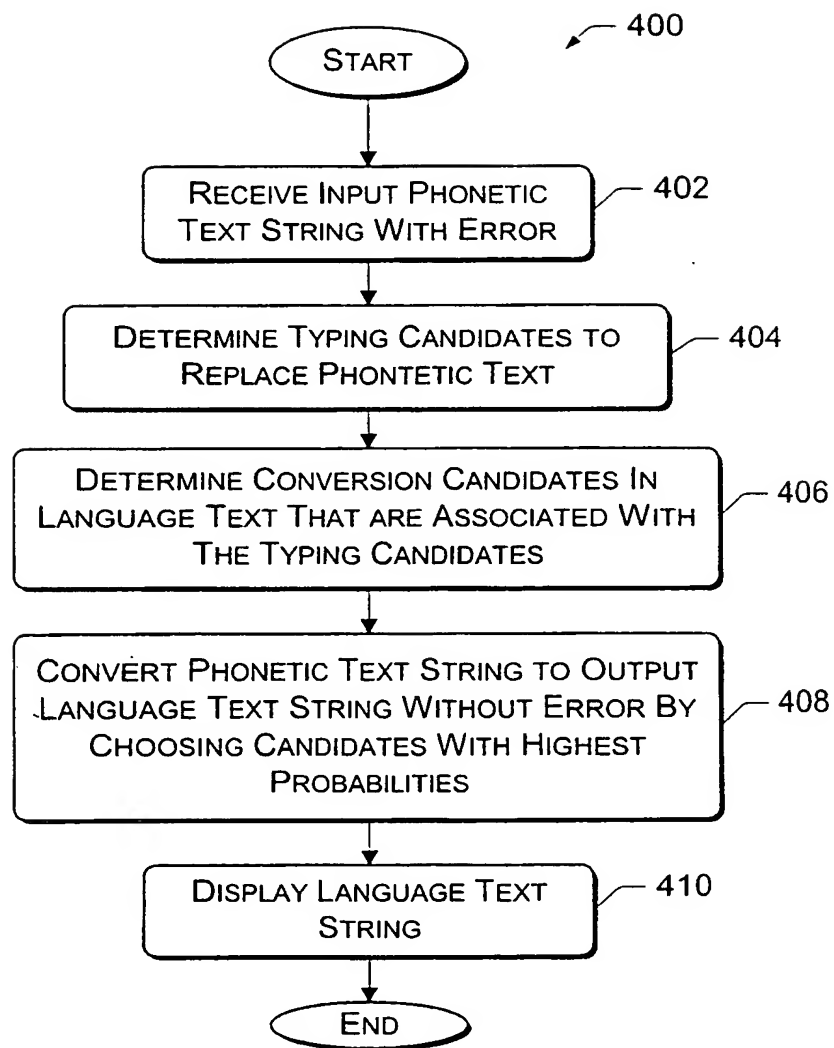 400
START
RECEIVE INPUT PHONETIC
TEXT STRING WITH ERROR
402
DETERMINE TYPING CANDIDATES TO
REPLACE PHONTETIC TEXT
404
DETERMINE CONVERSION CANDIDATES IN
LANGUAGE TEXT THAT ARE ASSOCIATED WITH
THE TYPING CANDIDATES
406
CONVERT PHONETIC TEXT STRING TO OUTPUT
LANGUAGE TEXT STRING WITHOUT ERROR BY
CHOOSING CANDIDATES WITH HIGHEST
PROBABILITIES
408
DISPLAY LANGUAGE TEXT
STRING
410
END